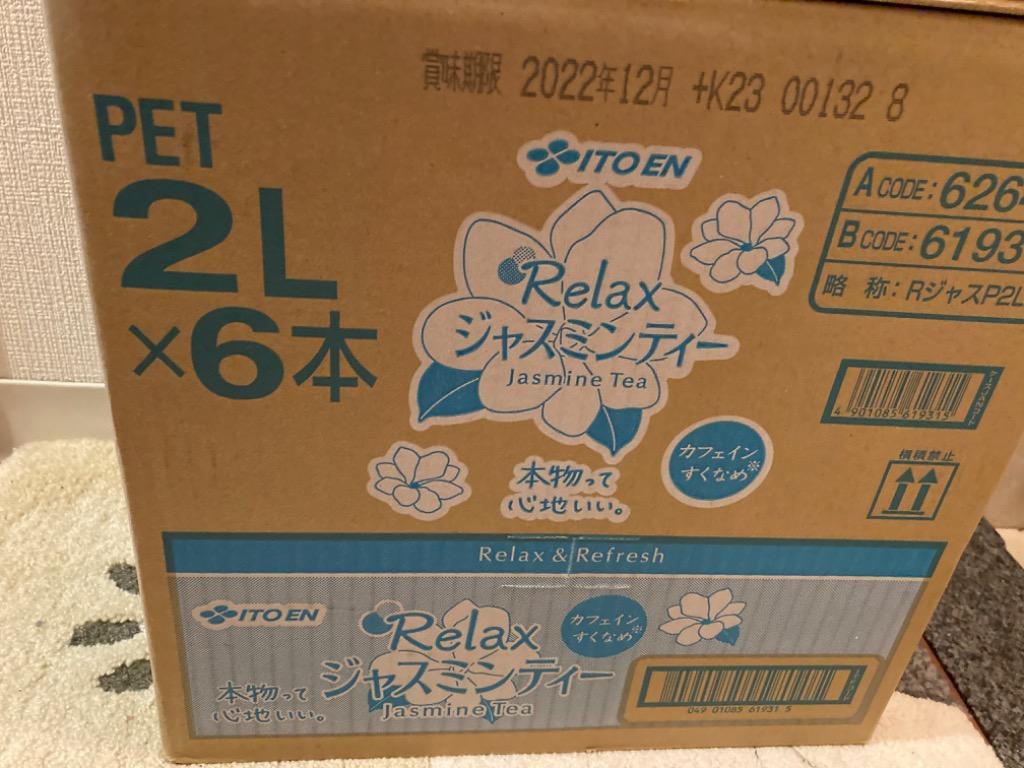 賞味期限 2022年12月 +K23 00132 8
PET
2L
×6本
ITO EN
Relax
ジャスミンティー
Jasmine Tea
本物って
心地いい。
カフェイン
すくなめ※
A CODE: 626
B CODE: 6193
略 称: RジャスP2L
4 901085 619315
横積禁止
Relax & Refresh
ITO EN
Relax
ジャスミンティー
Jasmine Tea
カフェイン
すくなめ※
本物って
心地いい。
049 01085 61931 5